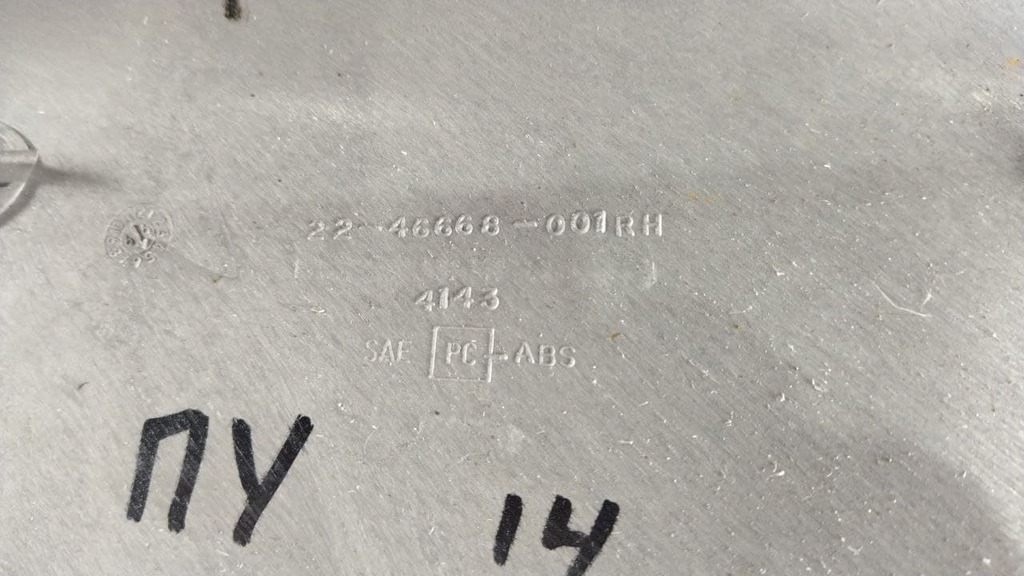 22-46668-001RH
4143
SAE PC-ABS
ПУ
14